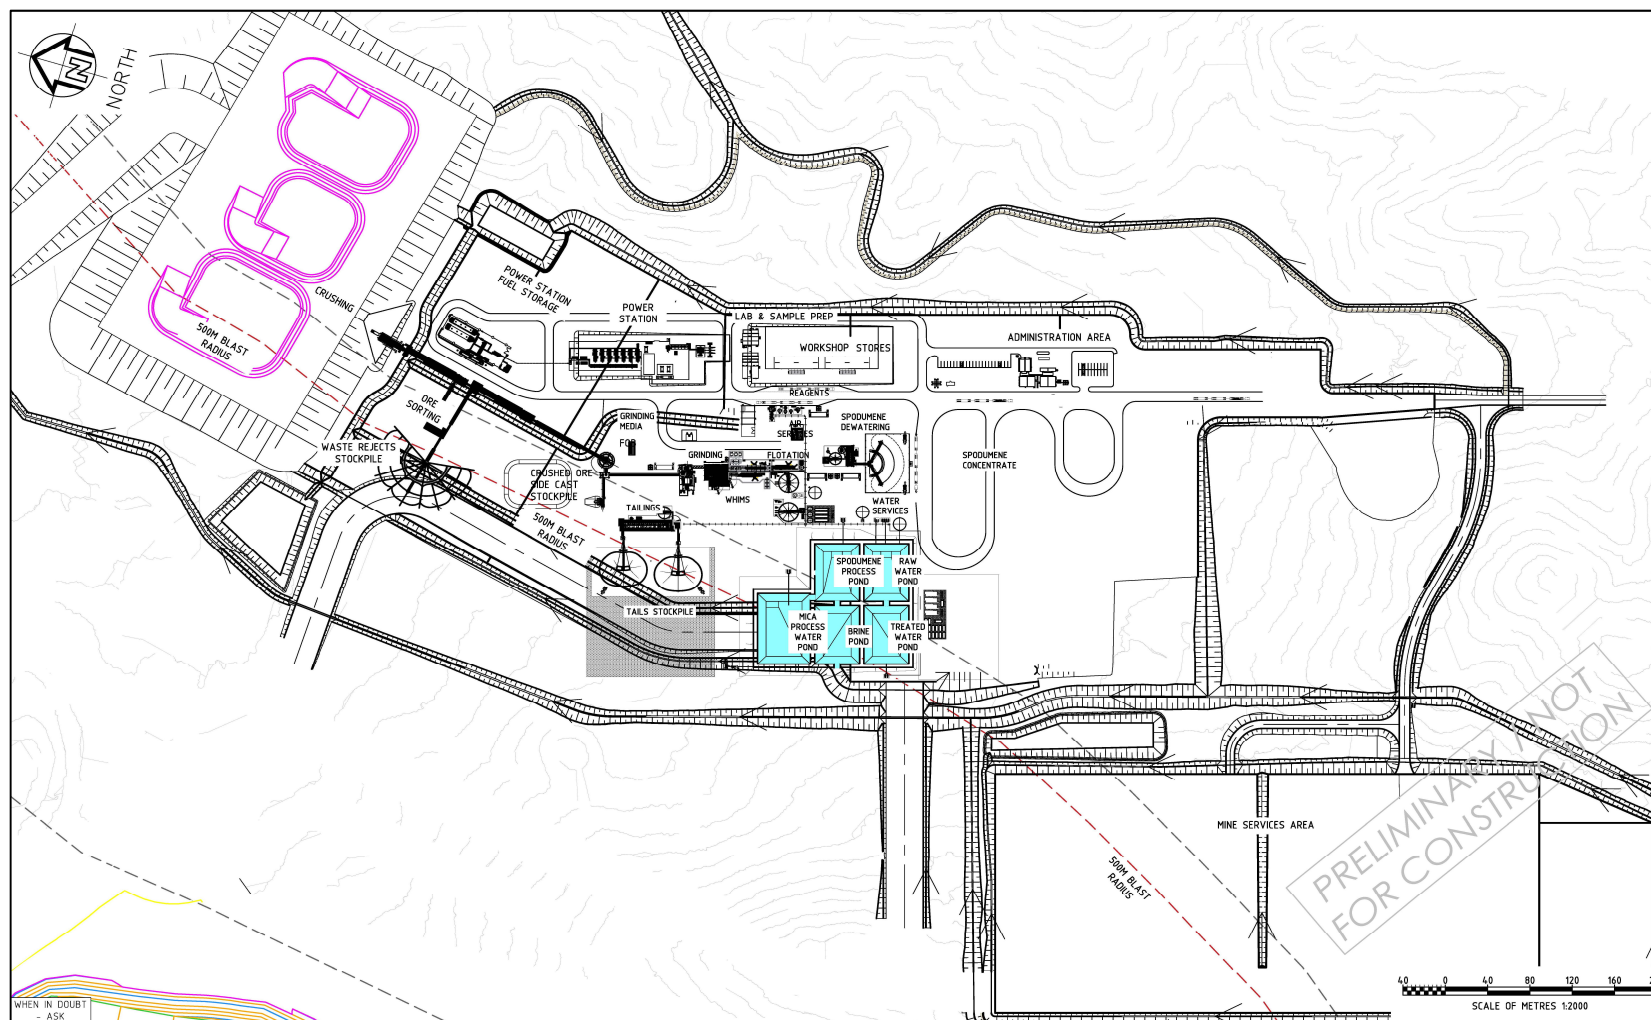 N
NORTH
CRUSHING
500M BLAST
RADIUS
POWER STATION
FUEL STORAGE
POWER
STATION
LAB & SAMPLE PREP
WORKSHOP STORES
ADMINISTRATION AREA
REAGENTS
ORE
SORTING
GRINDING
MEDIA
AIR
SERVICES
SPODUMENE
DEWATERING
WASTE REJECTS
STOCKPILE
GRINDING
FLOTATION
SPODUMENE
CONCENTRATE
CRUSHED ORE
SIDE CAST
STOCKPILE
WHIMS
WATER
SERVICES
TAILINGS
500M BLAST
RADIUS
SPODUMENE
PROCESS
POND
RAW
WATER
POND
TAILS STOCKPILE
MICA
PROCESS
WATER
POND
BRINE
POND
TREATED
WATER
POND
MINE SERVICES AREA
500M BLAST
RADIUS
PRELIMINARY / NOT
FOR CONSTRUCTION
WHEN IN DOUBT
- ASK
40 0 40 80 120 160
SCALE OF METRES 1:2000